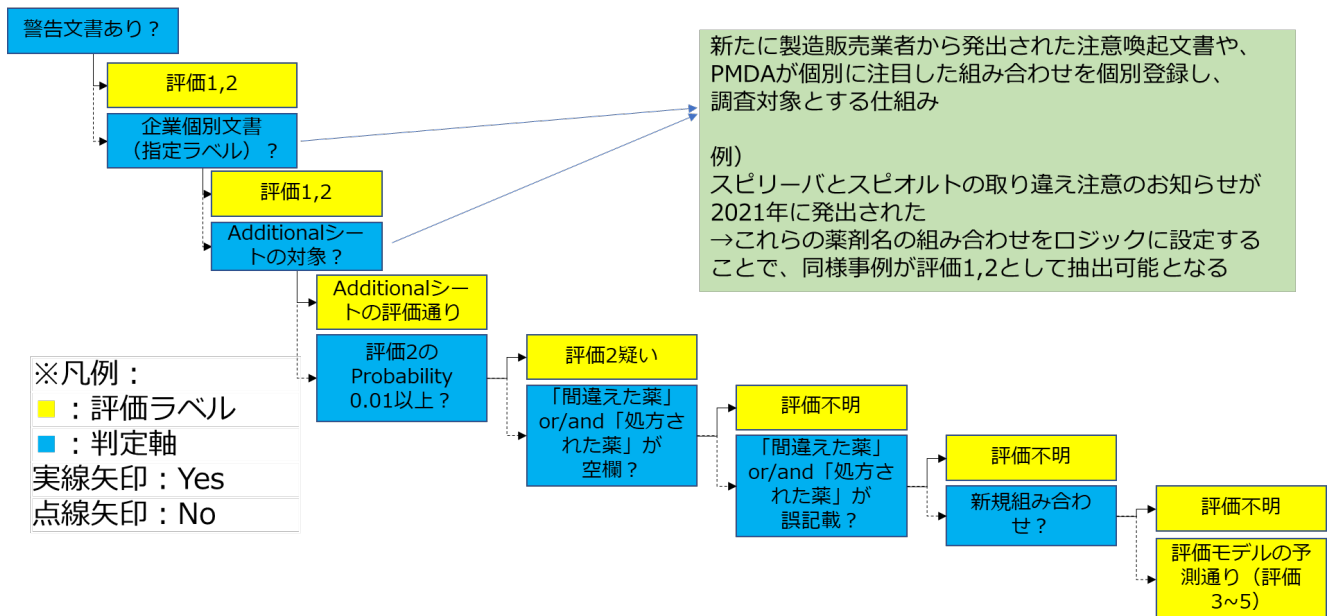 警告文書あり？
評価1,2
企業個別文書
（指定ラベル）？
評価1,2
Additionalシー
トの対象？
Additionalシー
トの評価通り
評価2の
Probability
0.01以上？
評価2疑い
「間違えた薬」
or/and「処方さ
れた薬」が
空欄？
評価不明
「間違えた薬」
or/and「処方さ
れた薬」が
誤記載？
評価不明
新規組み合わ
せ？
評価不明
評価モデルの予
測通り（評価
3~5）
新たに製造販売業者から発出された注意喚起文書や、
PMDAが個別に注目した組み合わせを個別登録し、
調査対象とする仕組み
例）
スピリーバとスピオルトの取り違え注意のお知らせが
2021年に発出された
→これらの薬剤名の組み合わせをロジックに設定する
ことで、同様事例が評価1,2として抽出可能となる
※凡例：
：評価ラベル
：判定軸
実線矢印：Yes
点線矢印：No